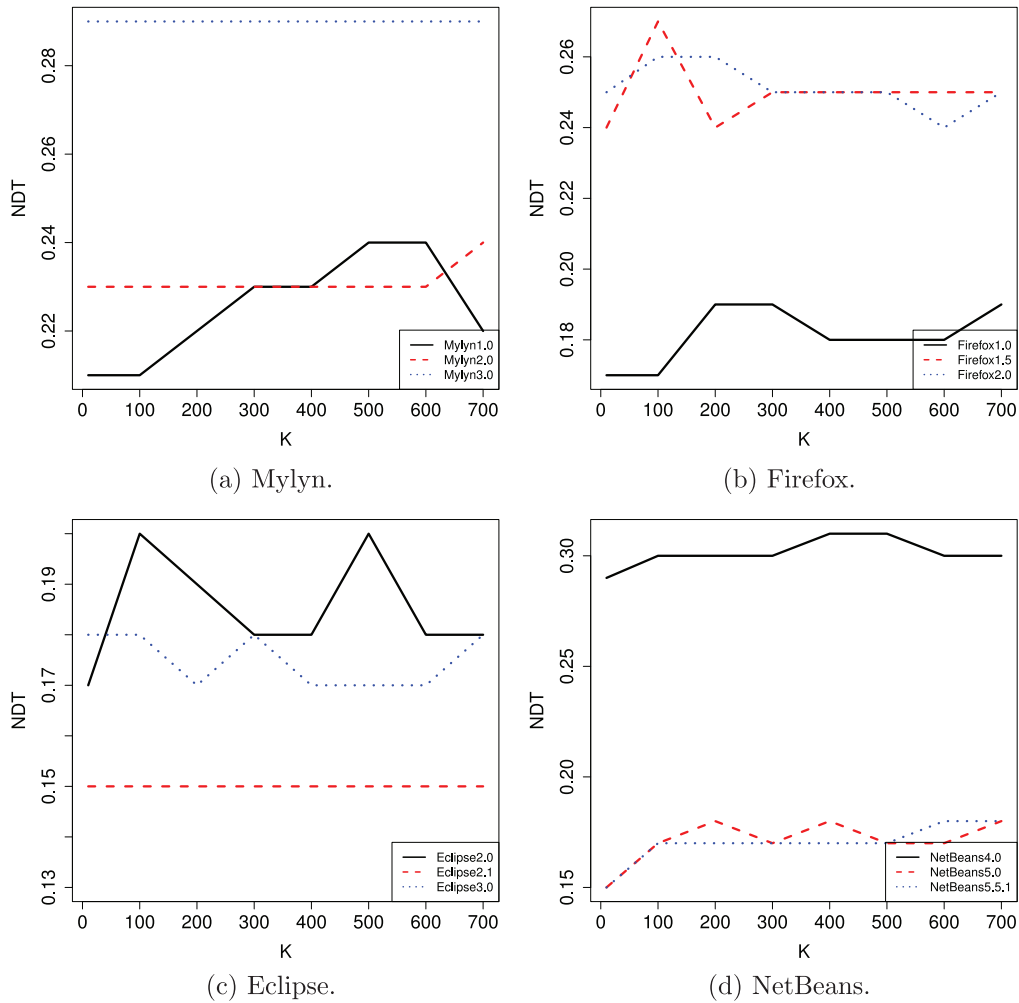 NDT
0.22 0.24 0.26 0.28
Mylyn1.0
Mylyn2.0
Mylyn3.0
0 100 200 300 400 500 600 700
K
(a) Mylyn.
NDT
0.18 0.20 0.22 0.24 0.26
Firefox1.0
Firefox1.5
Firefox2.0
0 100 200 300 400 500 600 700
K
(b) Firefox.
NDT
0.13 0.15 0.17 0.19
Eclipse2.0
Eclipse2.1
Eclipse3.0
0 100 200 300 400 500 600 700
K
(c) Eclipse.
NDT
0.15 0.20 0.25 0.30
NetBeans4.0
NetBeans5.0
NetBeans5.5.1
0 100 200 300 400 500 600 700
K
(d) NetBeans.